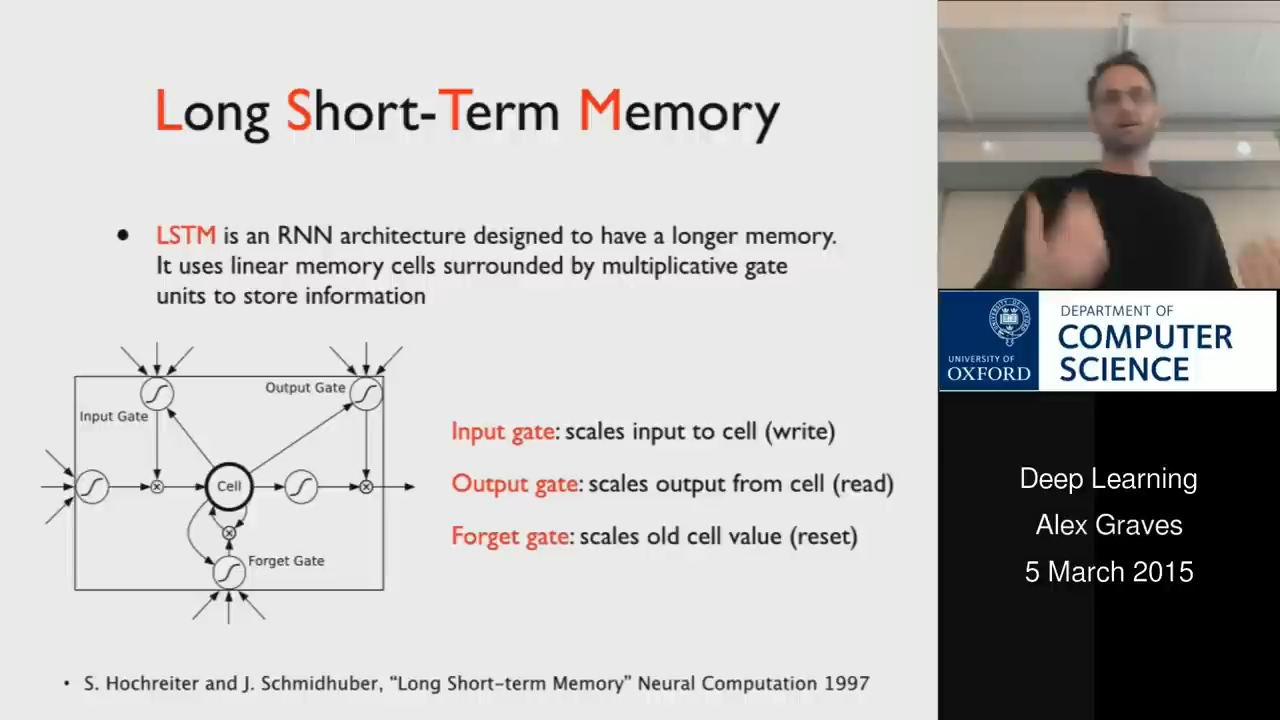 Long Short-Term Memory
• LSTM is an RNN architecture designed to have a longer memory.
It uses linear memory cells surrounded by multiplicative gate
units to store information
Output Gate
Input Gate
Cell
Forget Gate
Input gate: scales input to cell (write)
Output gate: scales output from cell (read)
Forget gate: scales old cell value (reset)
• S. Hochreiter and J. Schmidhuber, “Long Short-term Memory” Neural Computation 1997
UNIVERSITY OF
OXFORD
DEPARTMENT OF
COMPUTER
SCIENCE
Deep Learning
Alex Graves
5 March 2015